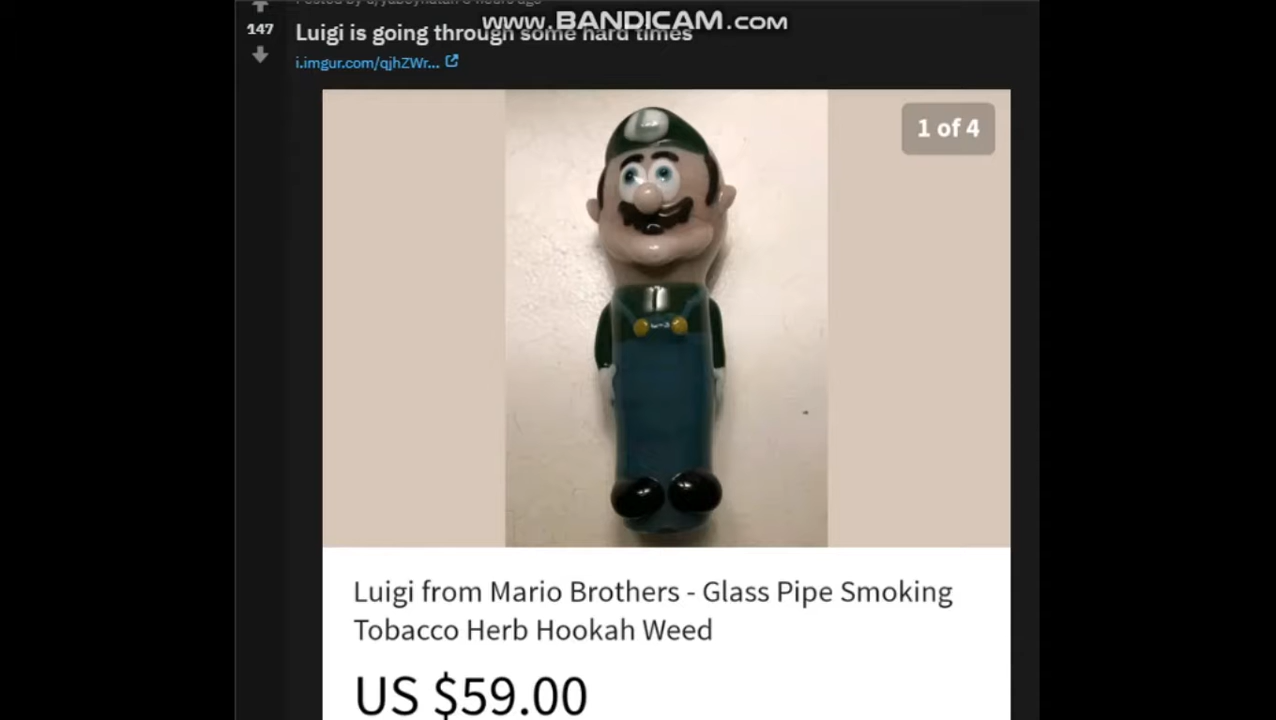 www.BANDICAM.com
147
Luigi is going through some hard times
i.imgur.com/qjhZWr...
1 of 4
Luigi from Mario Brothers - Glass Pipe Smoking
Tobacco Herb Hookah Weed
US $59.00